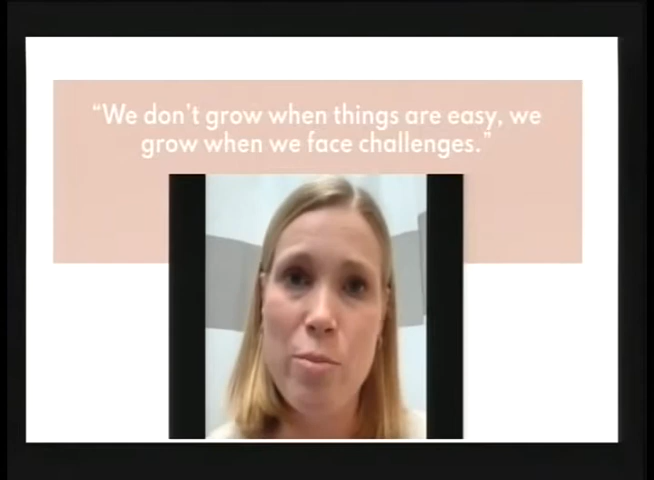 “We don’t grow when things are easy, we
grow when we face challenges.”